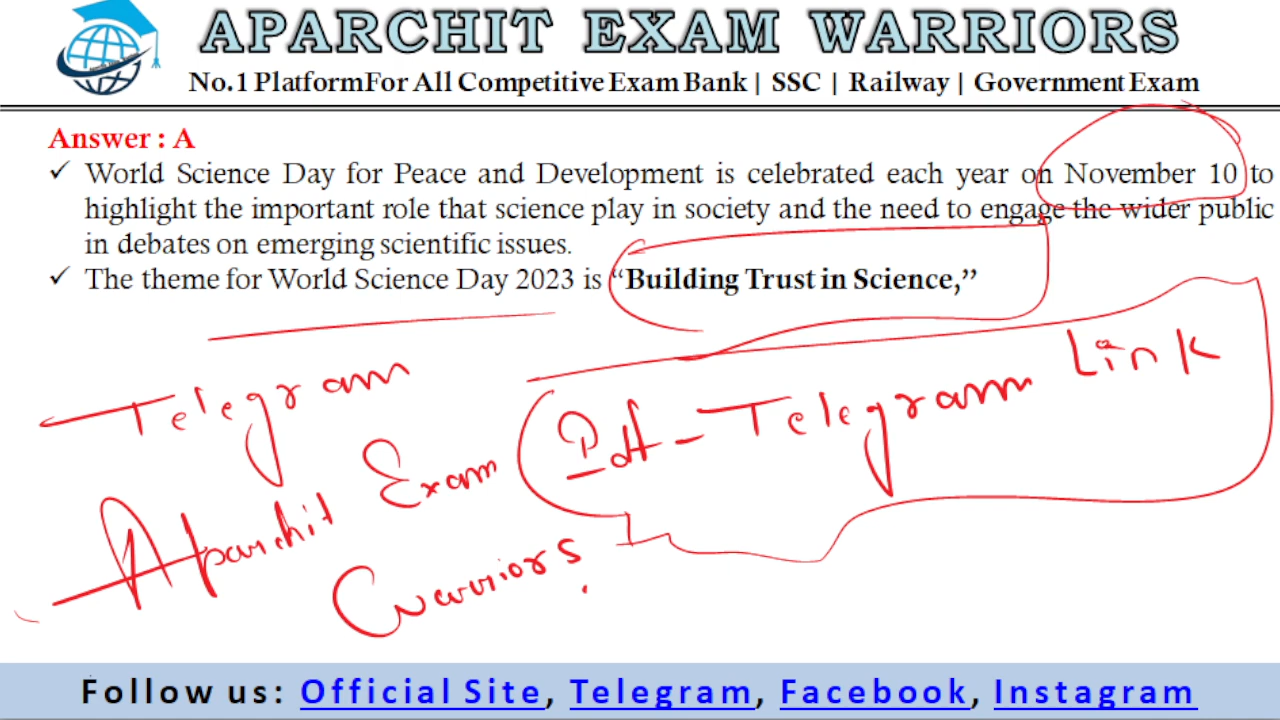 APARCHIT EXAM WARRIORS
No.1 PlatformFor All Competitive Exam Bank | SSC | Railway | Government Exam
Answer : A
✓ World Science Day for Peace and Development is celebrated each year on November 10 to
highlight the important role that science play in society and the need to engage the wider public
in debates on emerging scientific issues.
✓ The theme for World Science Day 2023 is “Building Trust in Science,”
Telegram
Pdf - Telegram Link
Aparchit Exam
Warriors
Follow us: Official Site, Telegram, Facebook, Instagram